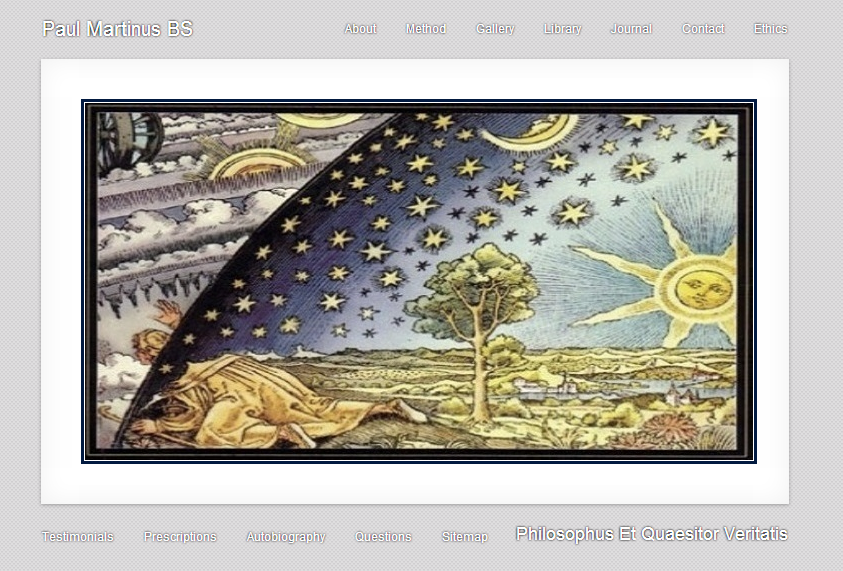 Paul Martinus BS
About Method Gallery Library Journal Contact Ethics
Testimonials Prescriptions Autobiography Questions Sitemap Philosophus Et Quaesitor Veritatis